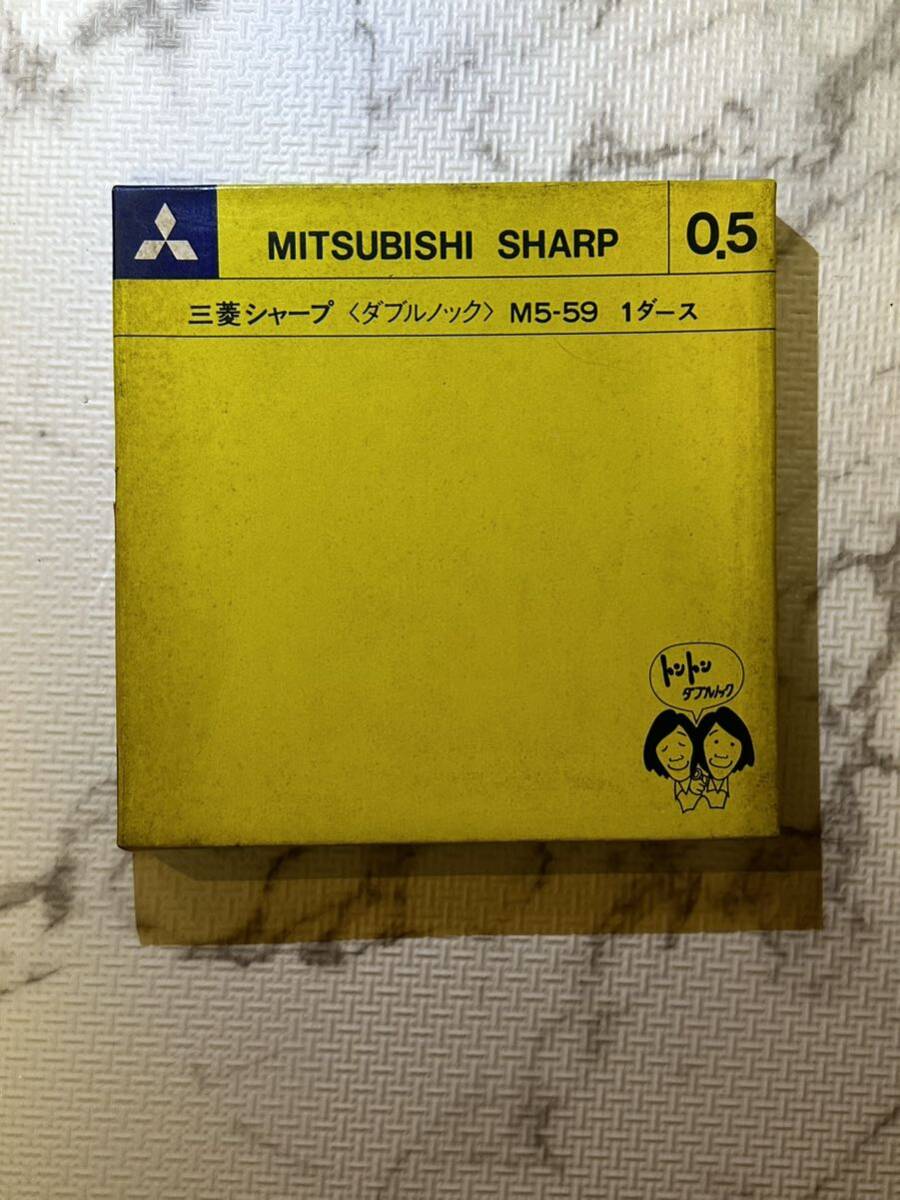 MITSUBISHI SHARP
0.5
三菱シャープ〈ダブルノック〉 M5-59 1ダース
トントン
ダブルノック